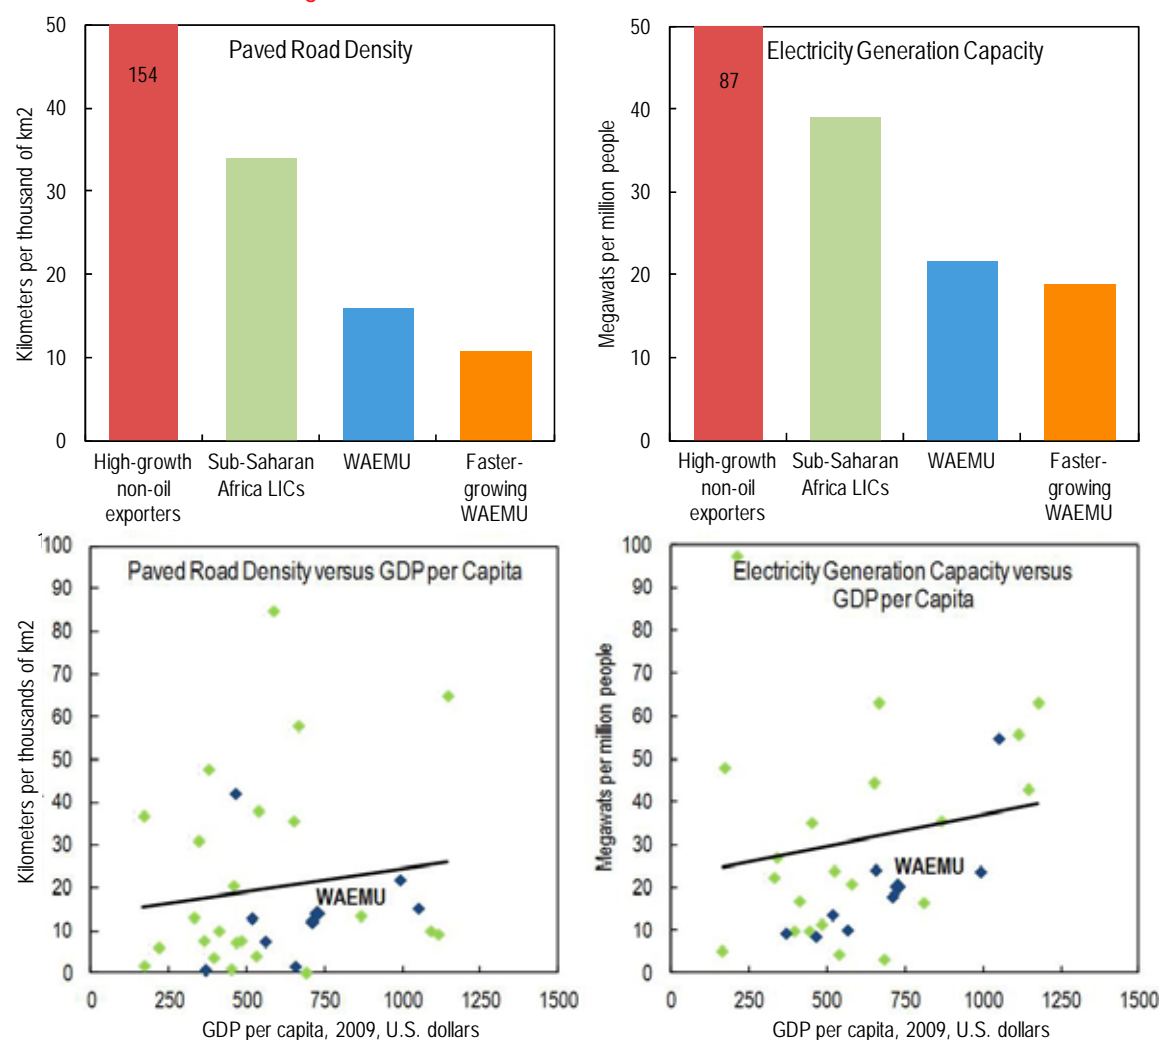 Paved Road Density
Kilometers per thousand of km2
50
40
30
20
10
0
154
High-growth
non-oil
exporters
Sub-Saharan
Africa LICs
WAEMU
Faster-
growing
WAEMU
Electricity Generation Capacity
Megawats per million people
50
40
30
20
10
0
87
High-growth
non-oil
exporters
Sub-Saharan
Africa LICs
WAEMU
Faster-
growing
WAEMU
Paved Road Density versus GDP per Capita
Kilometers per thousands of km2
100
90
80
70
60
50
40
30
20
10
0
WAEMU
0 250 500 750 1000 1250 1500
GDP per capita, 2009, U.S. dollars
Electricity Generation Capacity versus
GDP per Capita
Megawats per million people
100
90
80
70
60
50
40
30
20
10
0
WAEMU
0 250 500 750 1000 1250 1500
GDP per capita, 2009, U.S. dollars